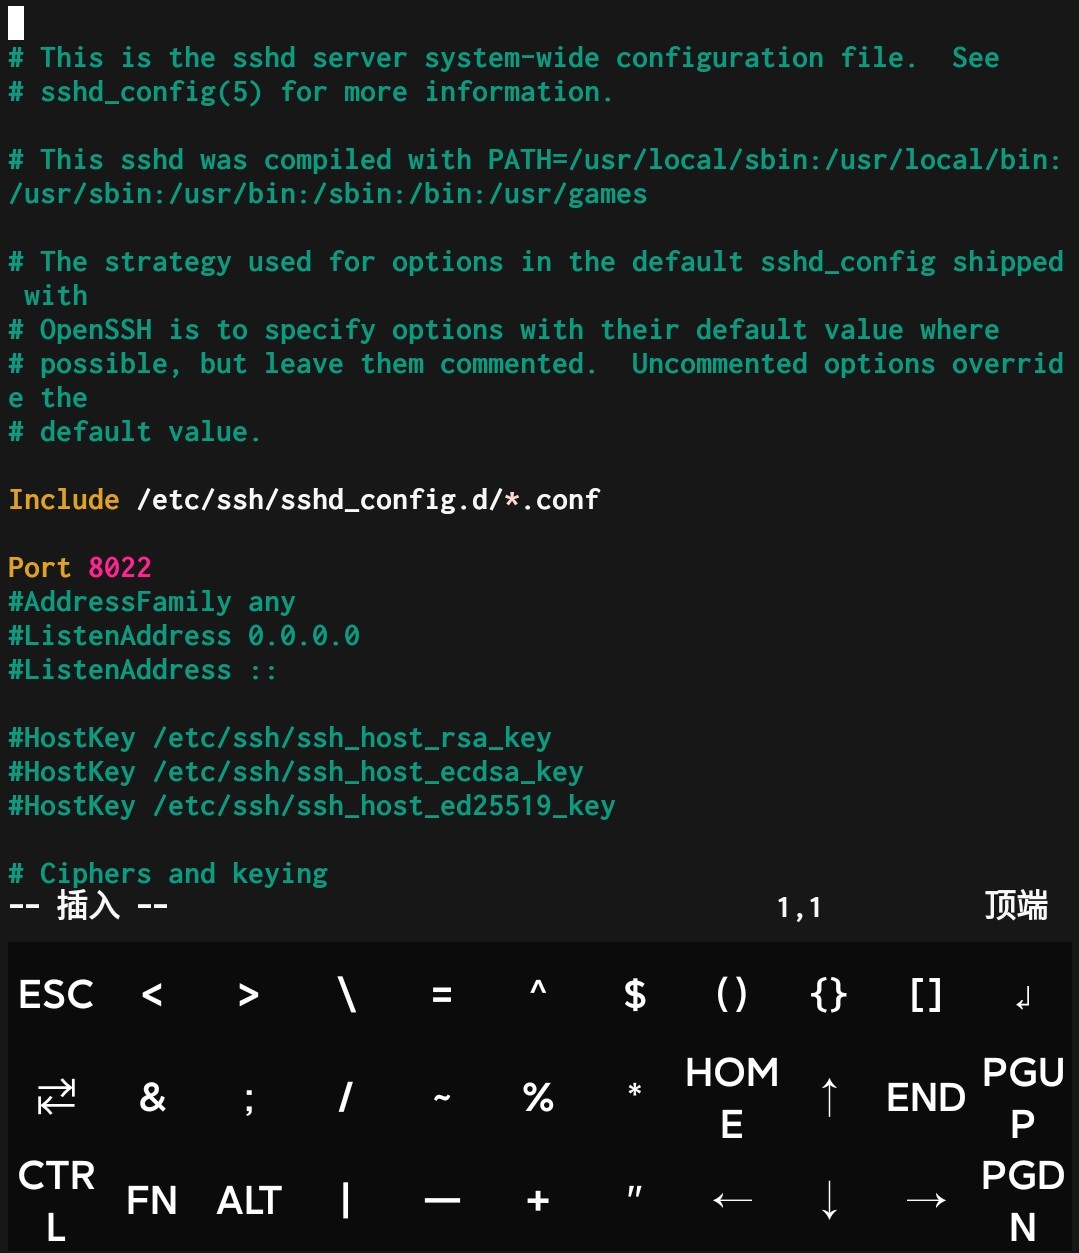 # This is the sshd server system-wide configuration file.  See
# sshd_config(5) for more information.
# This sshd was compiled with PATH=/usr/local/sbin:/usr/local/bin:
/usr/sbin:/usr/bin:/sbin:/bin:/usr/games
# The strategy used for options in the default sshd_config shipped
 with
# OpenSSH is to specify options with their default value where
# possible, but leave them commented.  Uncommented options overrid
e the
# default value.
Include /etc/ssh/sshd_config.d/*.conf
Port 8022
#AddressFamily any
#ListenAddress 0.0.0.0
#ListenAddress ::
#HostKey /etc/ssh/ssh_host_rsa_key
#HostKey /etc/ssh/ssh_host_ecdsa_key
#HostKey /etc/ssh/ssh_host_ed25519_key
# Ciphers and keying
-- 插入 -- 1,1 顶端
ESC < > \ = ^ $ () {} [] ↲
⇄ & ; / ~ % * HOME ↑ END PGUP
CTRL FN ALT | — + " ← ↓ → PGDN